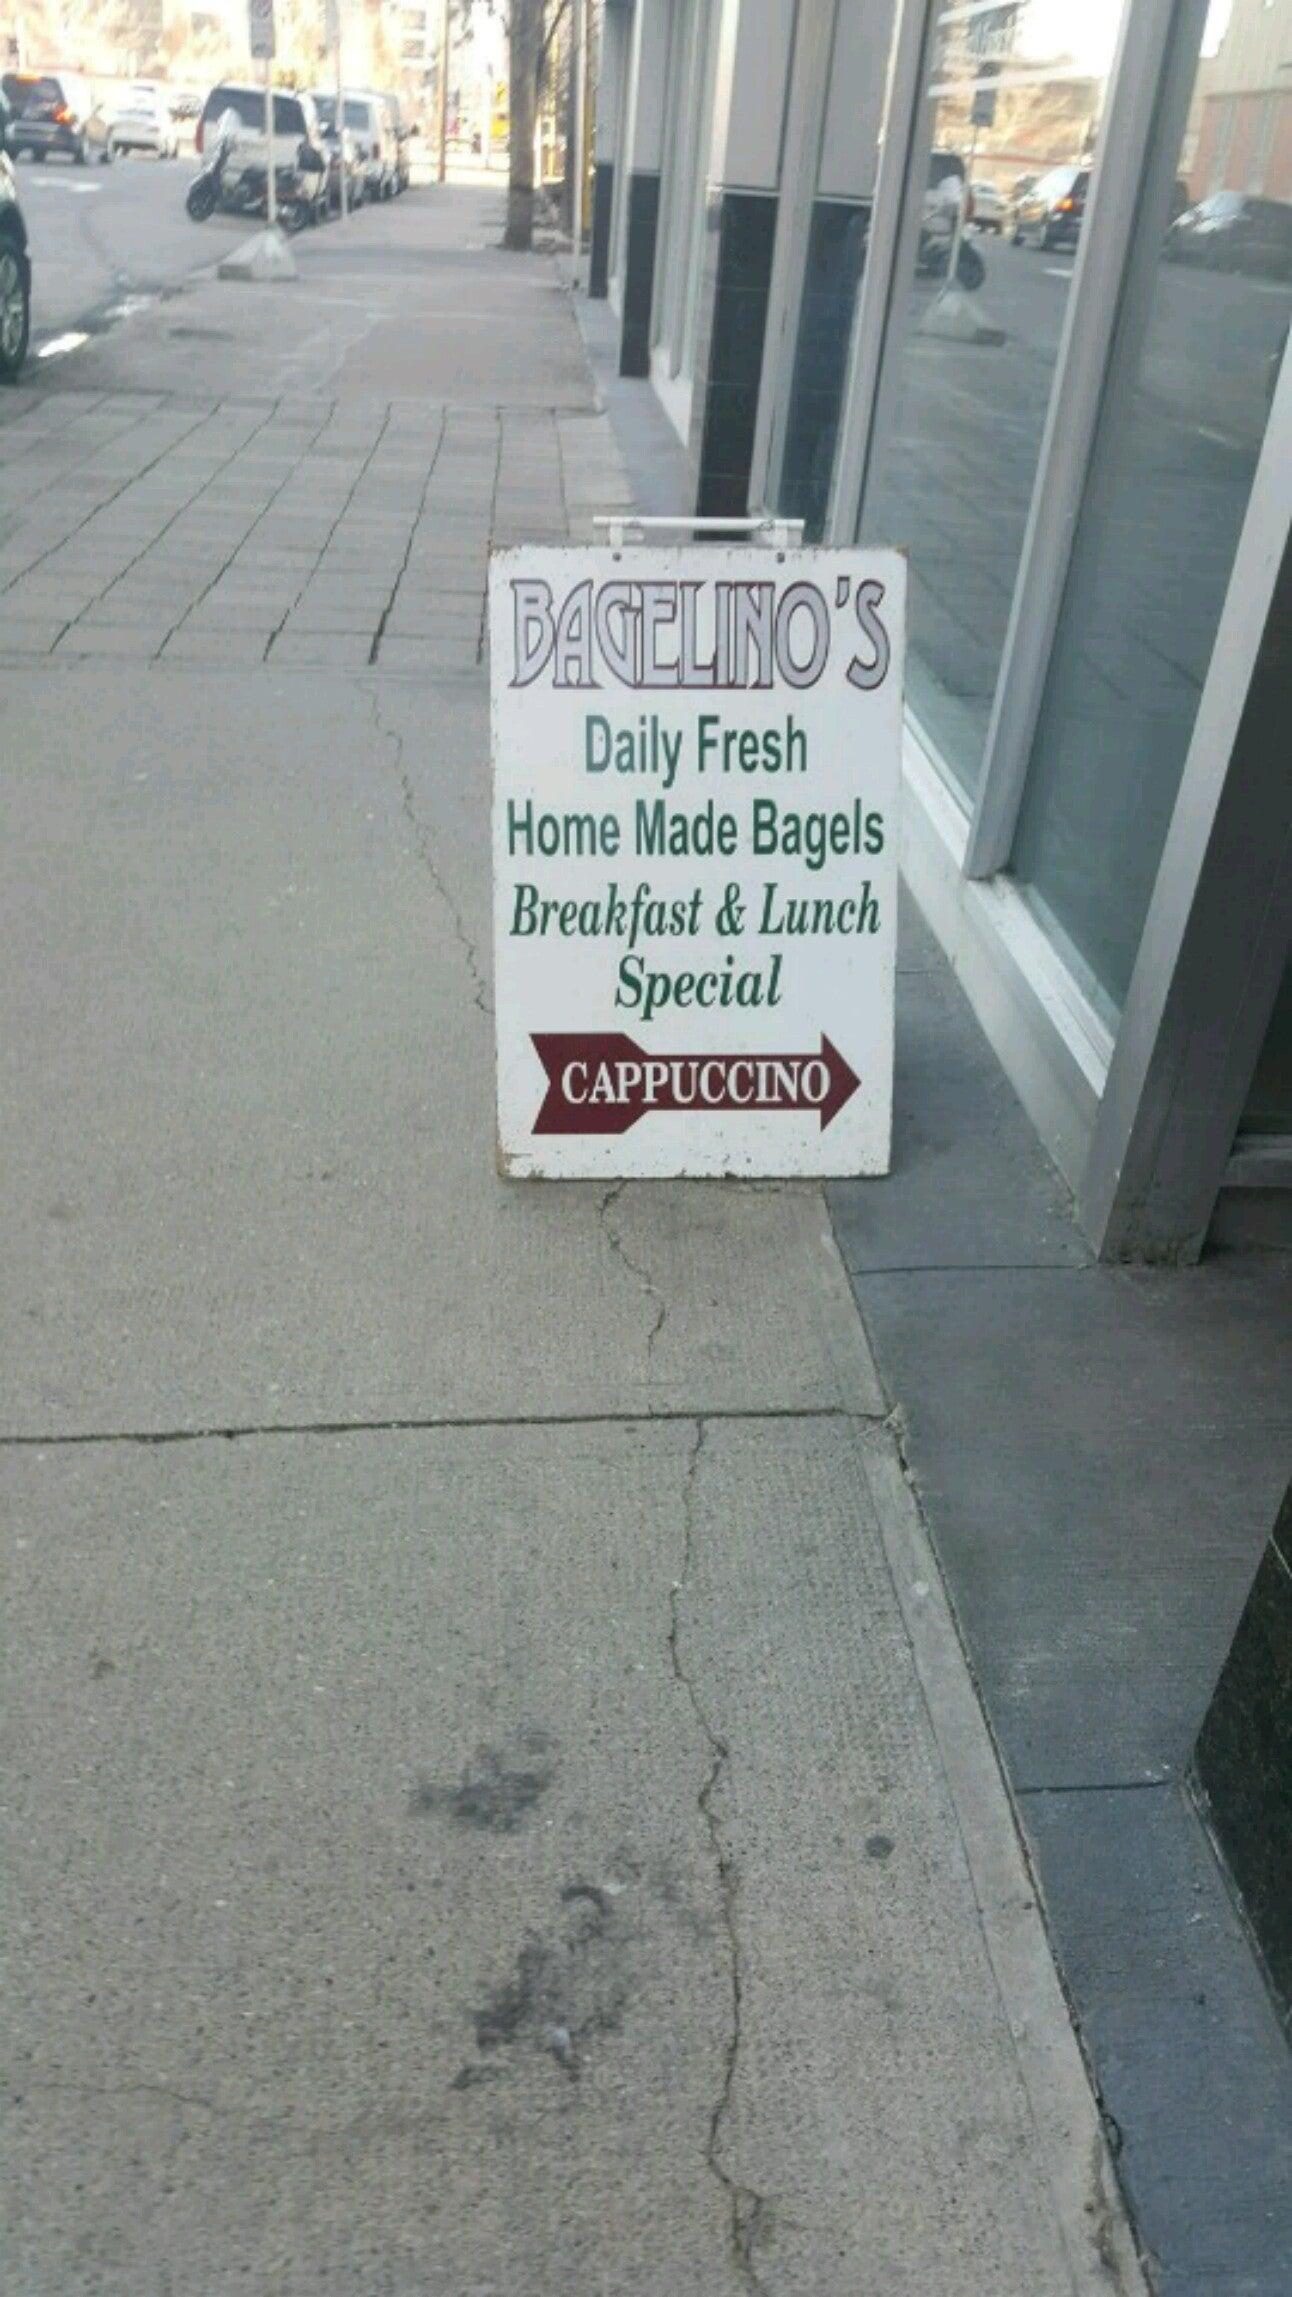 BAGELINO'S
Daily Fresh
Home Made Bagels
Breakfast & Lunch
Special
CAPPUCCINO